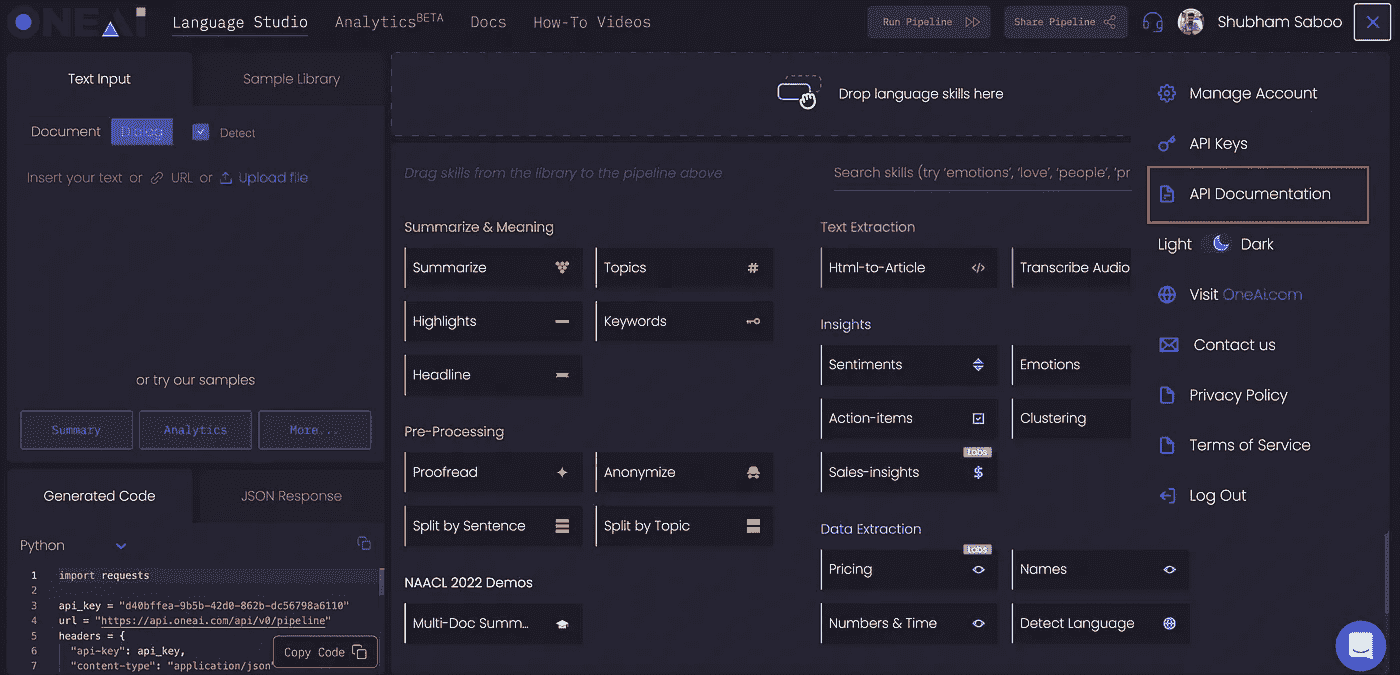 ONEAI
Language Studio
Analytics BETA
Docs
How-To Videos
Run Pipeline
Share Pipeline
Shubham Saboo
Text Input
Sample Library
Document
Dialog
Detect
Insert your text or URL or Upload file
or try our samples
Summary
Analytics
More...
Generated Code
JSON Response
Python
1 import requests
2
3 api_key = "d40bffea-9b5b-42d0-862b-dc56798a6110"
4 url = "https://api.oneai.com/api/v0/pipeline"
5 headers = {
6 "api-key": api_key,
7 "content-type": "application/json"
Copy Code
Drop language skills here
Drag skills from the library to the pipeline above
Search skills (try 'emotions', 'love', 'people', 'pr
Summarize & Meaning
Summarize
Topics #
Highlights
Keywords
Headline
Pre-Processing
Proofread
Anonymize
Split by Sentence
Split by Topic
NAACL 2022 Demos
Multi-Doc Summ...
Text Extraction
Html-to-Article </>
Transcribe Audio
Insights
Sentiments
Emotions
Action-items
Clustering
Labs
Sales-insights $
Data Extraction
Labs
Pricing
Names
Numbers & Time
Detect Language
Manage Account
API Keys
API Documentation
Light Dark
Visit OneAi.com
Contact us
Privacy Policy
Terms of Service
Log Out